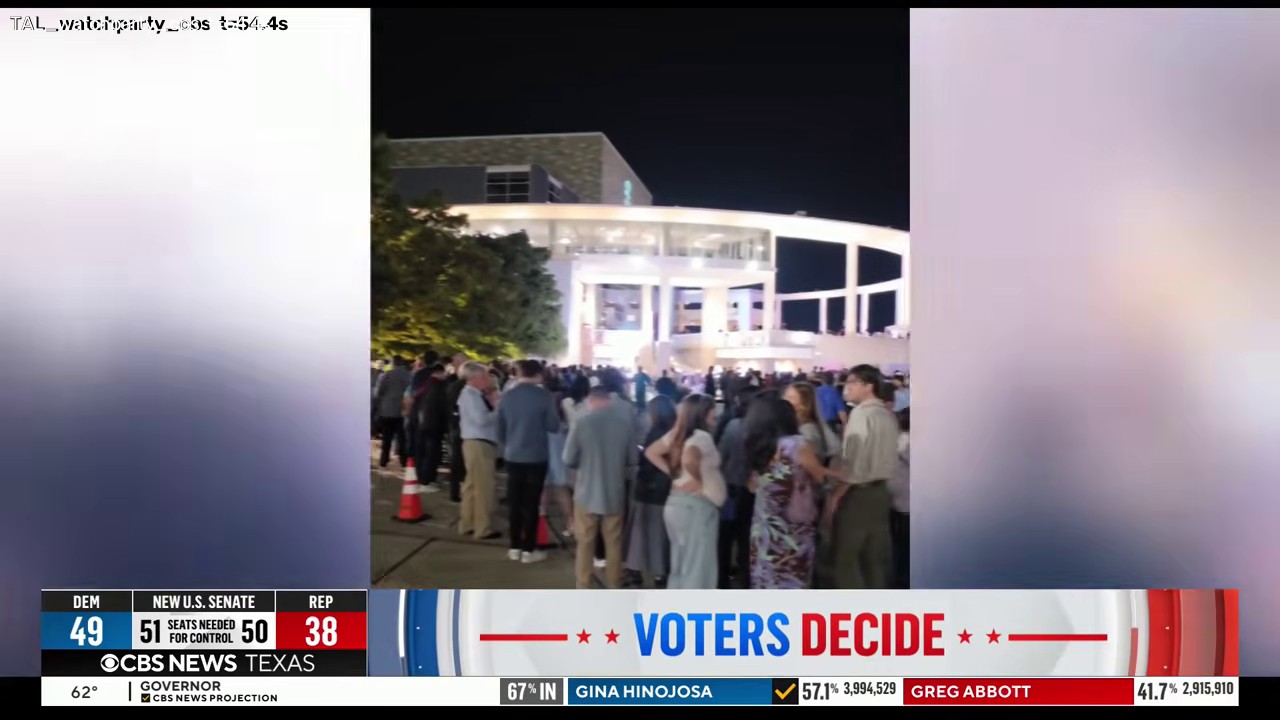 TAL_watchparty_cbs t=54.4s
DEM
NEW U.S. SENATE
REP
49
51
SEATS NEEDED
FOR CONTROL
50
38
CBS NEWS TEXAS
VOTERS DECIDE
62°
GOVERNOR
CBS NEWS PROJECTION
67% IN
GINA HINOJOSA
57.1% 3,994,529
GREG ABBOTT
41.7% 2,915,910